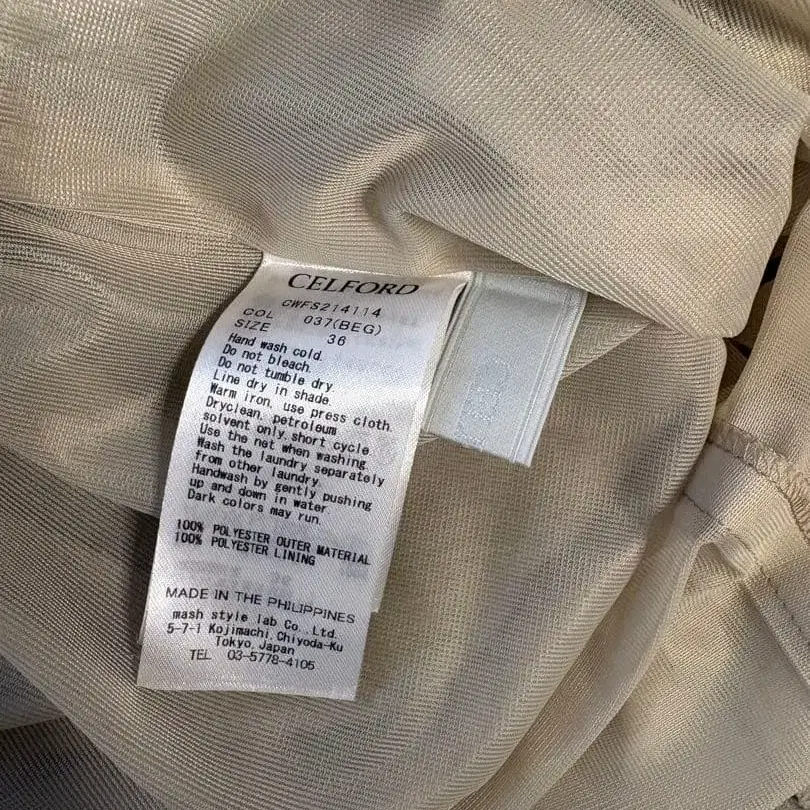 CELFORD
CWFS214114
COL 037(BEG)
SIZE 36
Hand wash cold.
Do not bleach.
Do not tumble dry.
Line dry in shade.
Warm iron, use press cloth.
Dryclean, petroleum
solvent only, short cycle
Use the net when washing
Wash the laundry separately
from other laundry.
Handwash by gently pushing
up and down in water
Dark colors may run.
100% POLYESTER OUTER MATERIAL
100% POLYESTER LINING
MADE IN THE PHILIPPINES
mash style lab Co., Ltd.
5-7-1 Kojimachi, Chiyoda-Ku
Tokyo, Japan
TEL 03-5778-4105